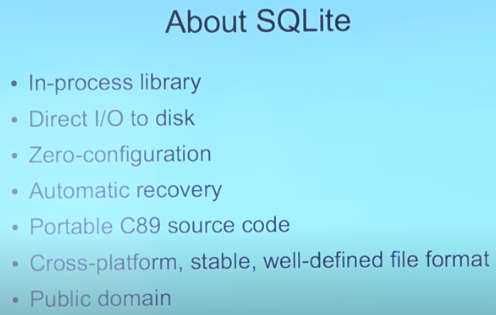 About SQLite
• In-process library
• Direct I/O to disk
• Zero-configuration
• Automatic recovery
• Portable C89 source code
• Cross-platform, stable, well-defined file format
• Public domain